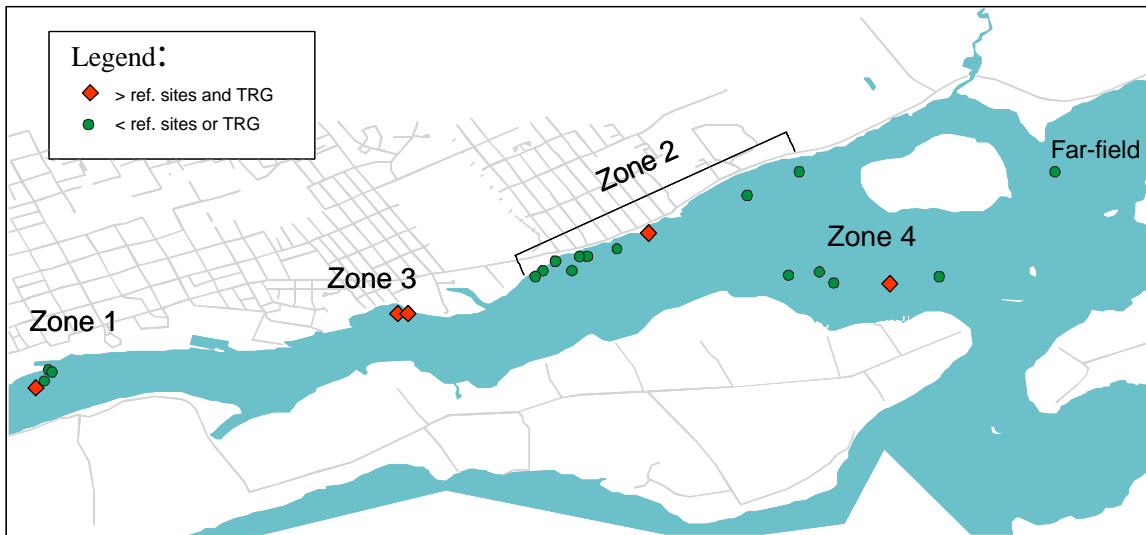 Legend:
> ref. sites and TRG
< ref. sites or TRG
Zone 2
Far-field
Zone 4
Zone 3
Zone 1